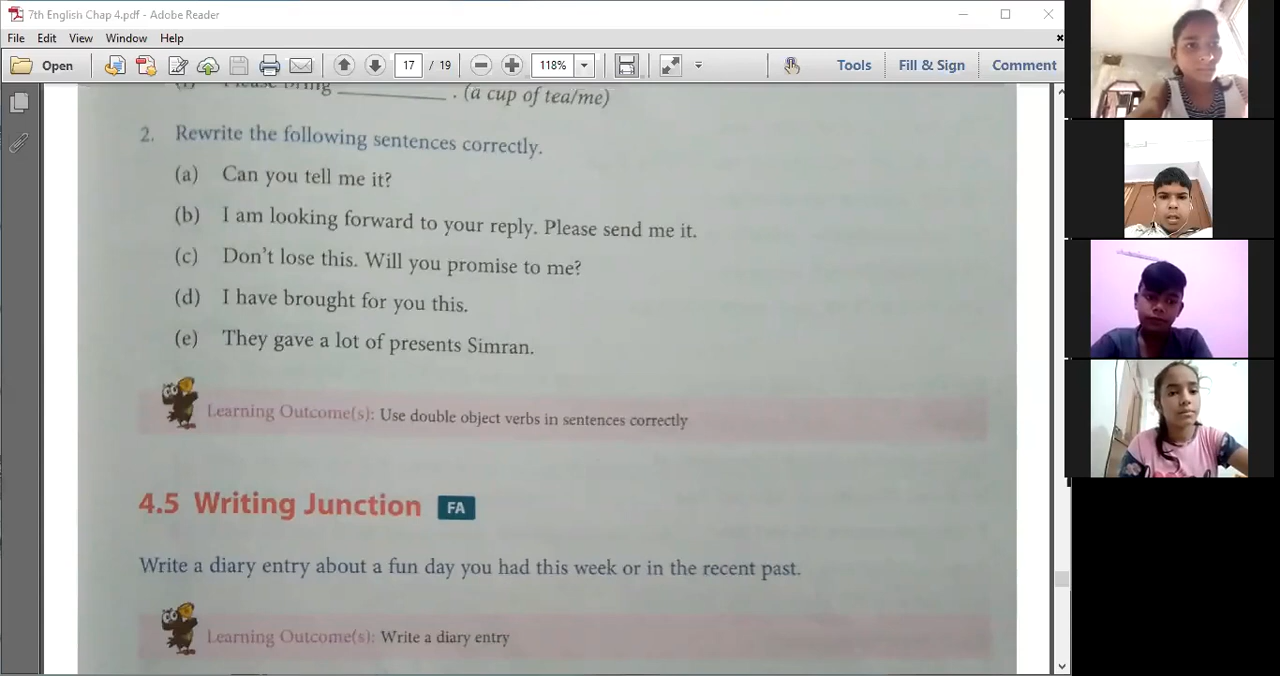 7th English Chap 4.pdf - Adobe Reader
File Edit View Window Help
Open 17 / 19 118% Tools Fill & Sign Comment
Please bring __________. (a cup of tea/me)
2. Rewrite the following sentences correctly.
(a) Can you tell me it?
(b) I am looking forward to your reply. Please send me it.
(c) Don't lose this. Will you promise to me?
(d) I have brought for you this.
(e) They gave a lot of presents Simran.
Learning Outcome(s): Use double object verbs in sentences correctly
4.5 Writing Junction FA
Write a diary entry about a fun day you had this week or in the recent past.
Learning Outcome(s): Write a diary entry